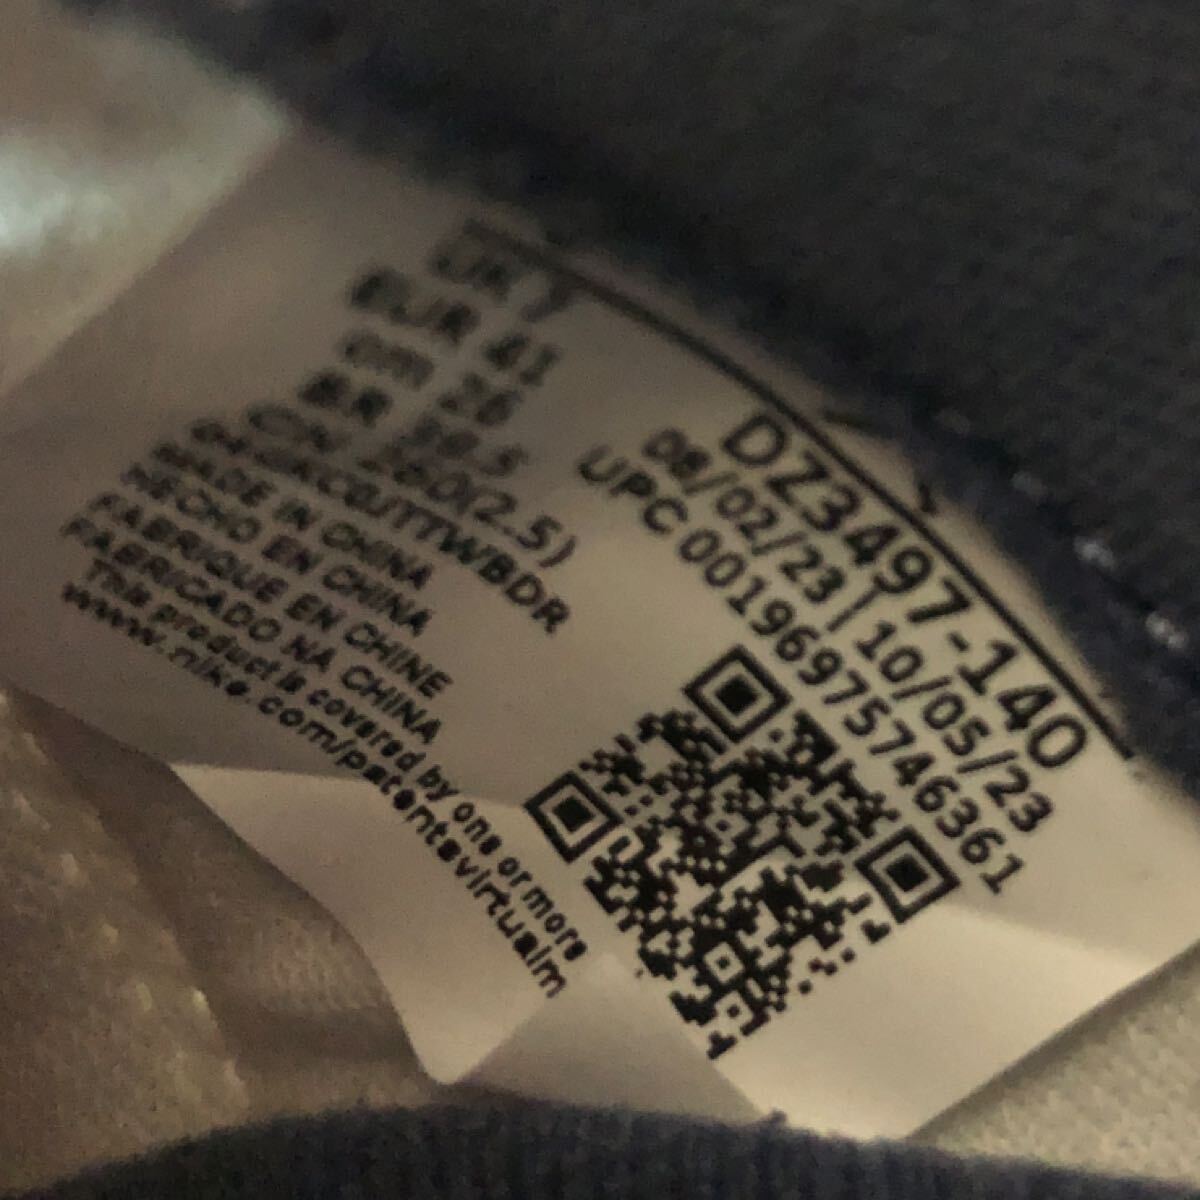 UK 7
EUR 41
cm 26
BR 39.5
CN 260(2.5)
MADE IN CHINA
HECHO EN CHINA
FABRIQUE EN CHINE
FABRICADO NA CHINA
This product is covered by one or more
www.nike.com/patentsvirtualm
DZ3497-140
08/02/23 | 10/05/23
UPC 00196975746361